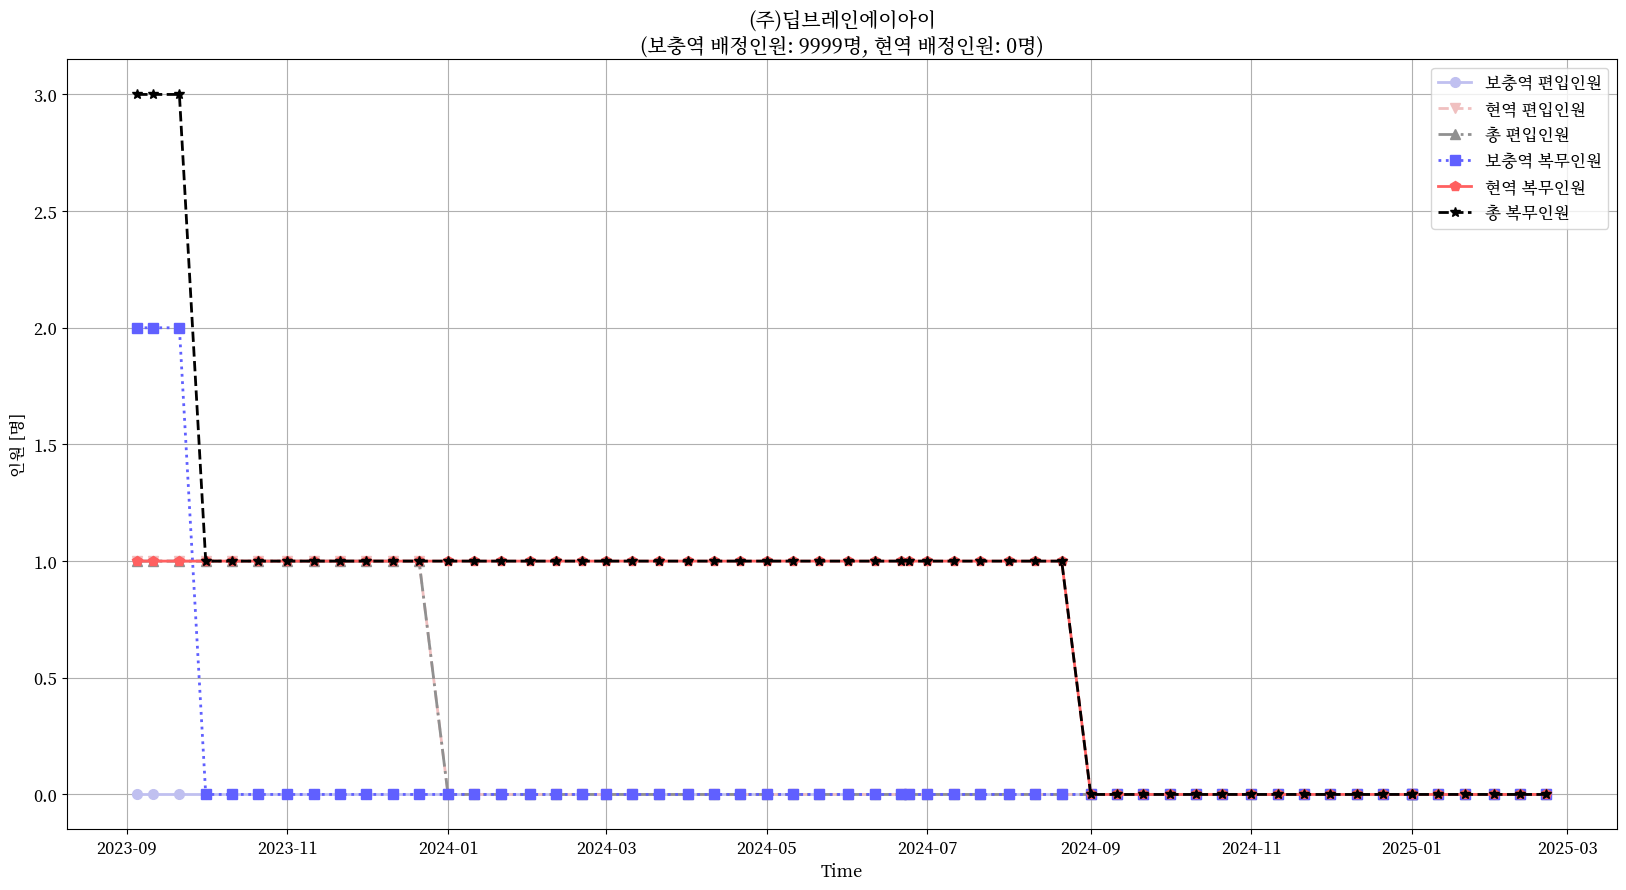 (주)딥브레인에이아이
(보충역 배정인원: 9999명, 현역 배정인원: 0명)
보충역 편입인원
현역 편입인원
총 편입인원
보충역 복무인원
현역 복무인원
총 복무인원
인원 [명]
3.0
2.5
2.0
1.5
1.0
0.5
0.0
2023-09
2023-11
2024-01
2024-03
2024-05
2024-07
2024-09
2024-11
2025-01
2025-03
Time